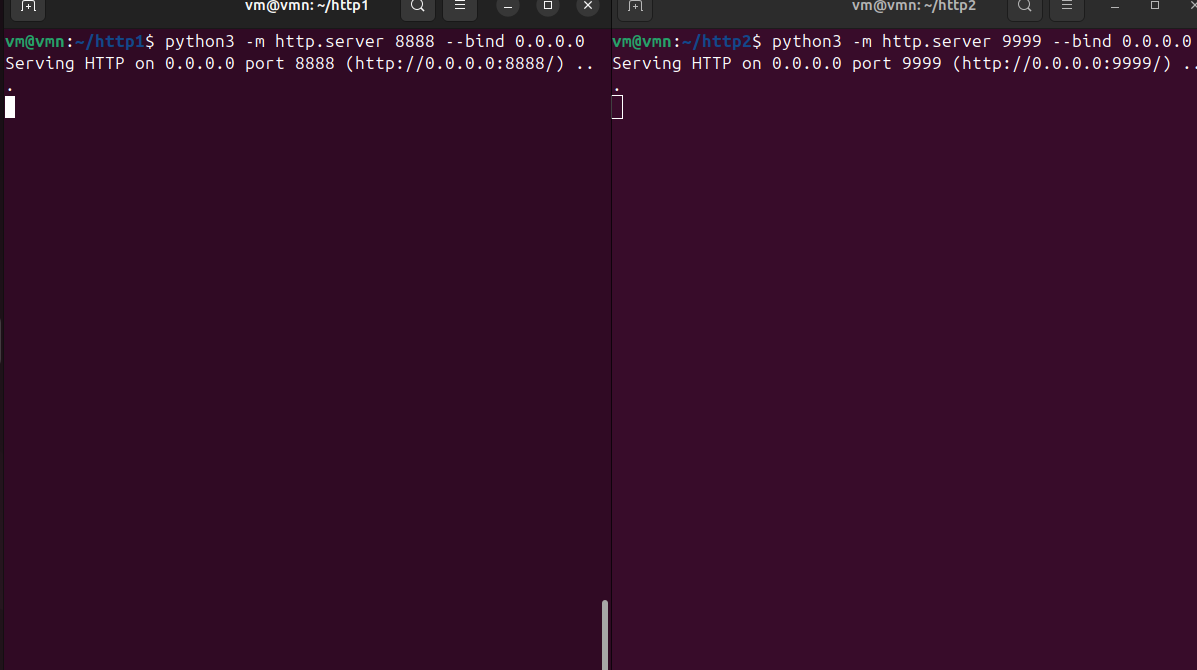 vm@vmn: ~/http1
vm@vmn:~/http1$ python3 -m http.server 8888 --bind 0.0.0.0
Serving HTTP on 0.0.0.0 port 8888 (http://0.0.0.0:8888/) ..
.
vm@vmn: ~/http2
vm@vmn:~/http2$ python3 -m http.server 9999 --bind 0.0.0.0
Serving HTTP on 0.0.0.0 port 9999 (http://0.0.0.0:9999/) ..
.